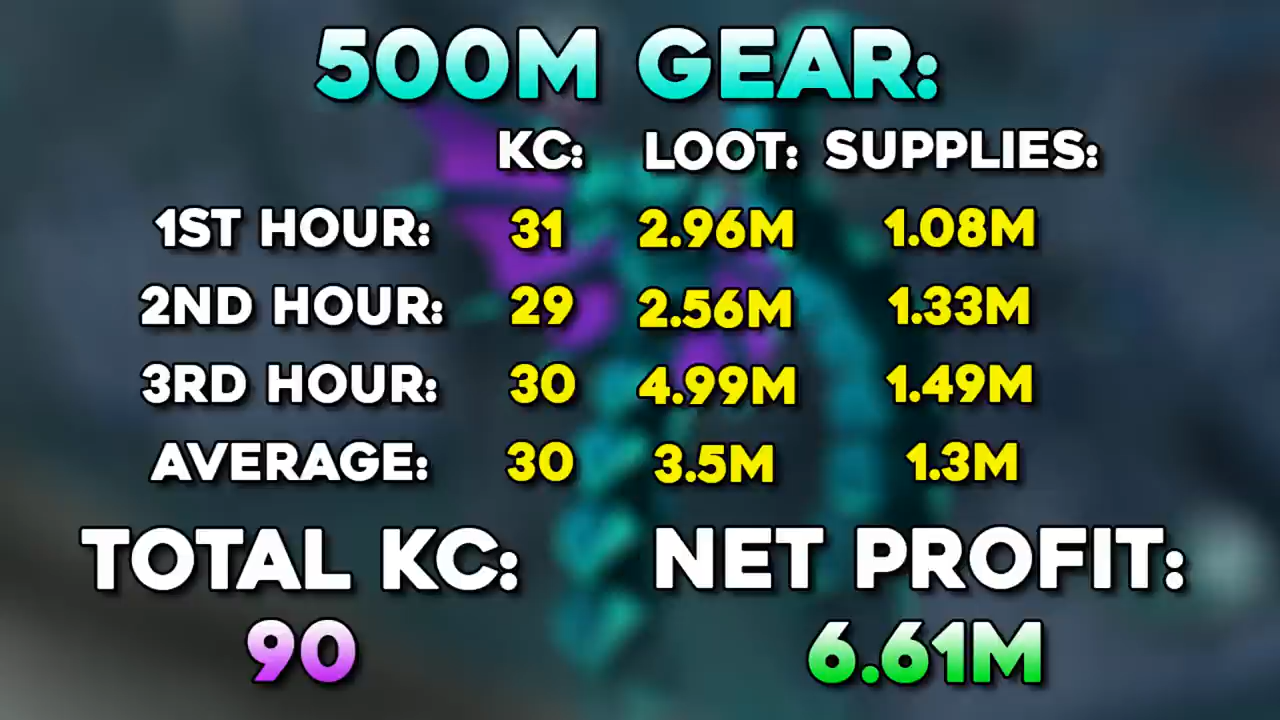 500M GEAR:
KC: LOOT: SUPPLIES:
1ST HOUR: 31 2.96M 1.08M
2ND HOUR: 29 2.56M 1.33M
3RD HOUR: 30 4.99M 1.49M
AVERAGE: 30 3.5M 1.3M
TOTAL KC: NET PROFIT:
90 6.61M